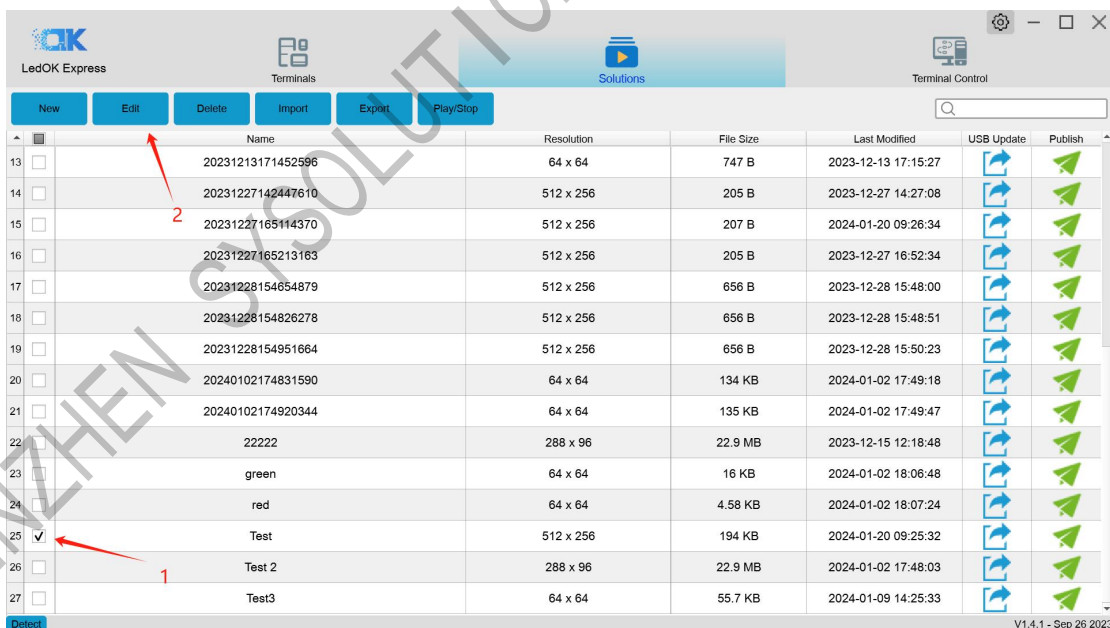 LedOK Express
Terminals
Solutions
Terminal Control
New Edit Delete Import Export Play/Stop
Name Resolution File Size Last Modified USB Update Publish
13 20231213171452596 64 x 64 747 B 2023-12-13 17:15:27
14 20231227142447610 512 x 256 205 B 2023-12-27 14:27:08
2
15 20231227165114370 512 x 256 207 B 2024-01-20 09:26:34
16 20231227165213163 512 x 256 205 B 2023-12-27 16:52:34
17 20231228154654879 512 x 256 656 B 2023-12-28 15:48:00
18 20231228154826278 512 x 256 656 B 2023-12-28 15:48:51
19 20231228154951664 512 x 256 656 B 2023-12-28 15:50:23
20 20240102174831590 64 x 64 134 KB 2024-01-02 17:49:18
21 20240102174920344 64 x 64 135 KB 2024-01-02 17:49:47
22 22222 288 x 96 22.9 MB 2023-12-15 12:18:48
23 green 64 x 64 16 KB 2024-01-02 18:06:48
24 red 64 x 64 4.58 KB 2024-01-02 18:07:24
25 Test 512 x 256 194 KB 2024-01-20 09:25:32
26 Test 2 288 x 96 22.9 MB 2024-01-02 17:48:03
1
27 Test3 64 x 64 55.7 KB 2024-01-09 14:25:33
Detect V1.4.1 - Sep 26 2023